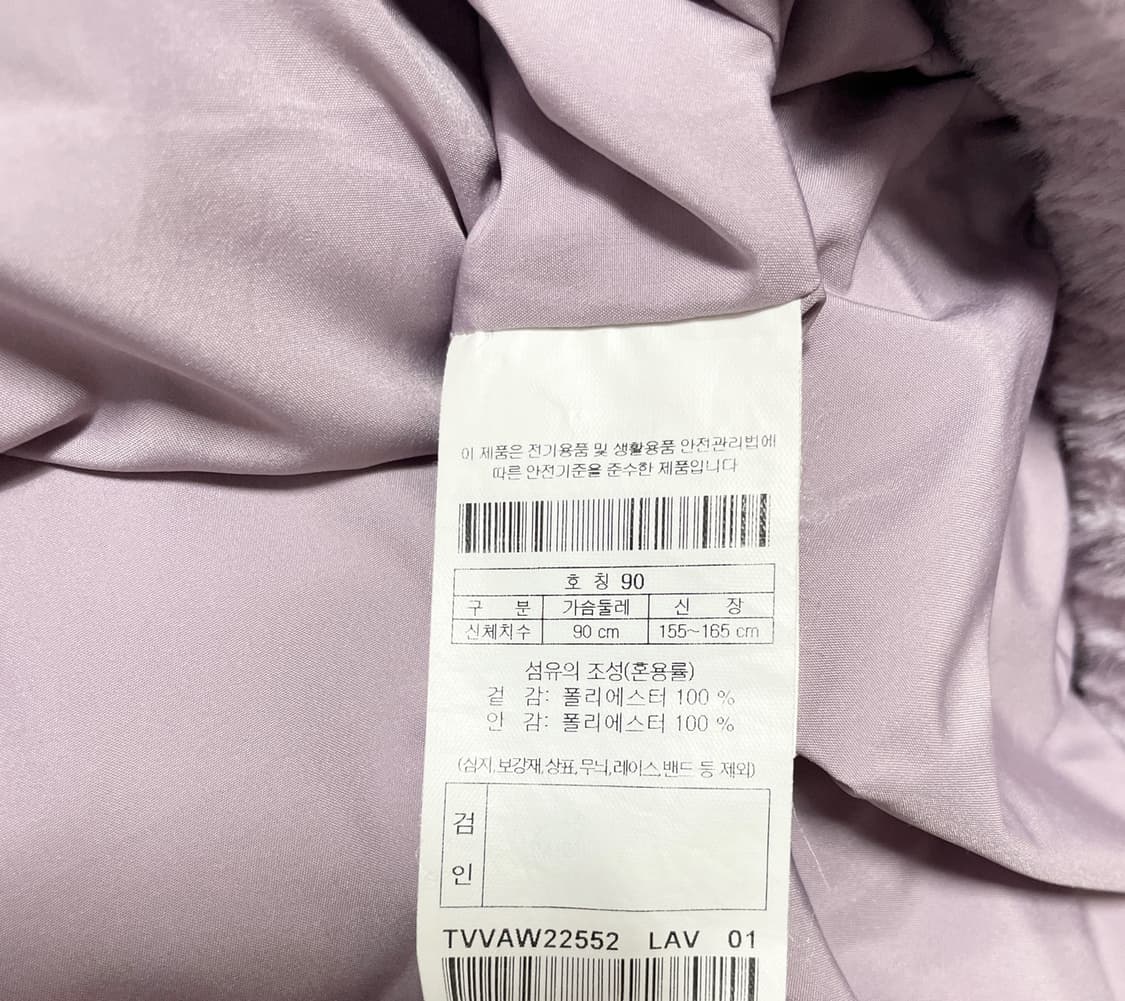 이 제품은 전기용품 및 생활용품 안전관리법에
따른 안전기준을 준수한 제품입니다
호 칭 90
구 분 가슴둘레 신 장
신체치수 90 cm 155~165 cm
섬유의 조성(혼용률)
겉 감: 폴리에스터 100 %
안 감: 폴리에스터 100 %
(심지,보강재,상표,무늬,레이스,밴드 등 제외)
검
인
TVVAW22552 LAV 01